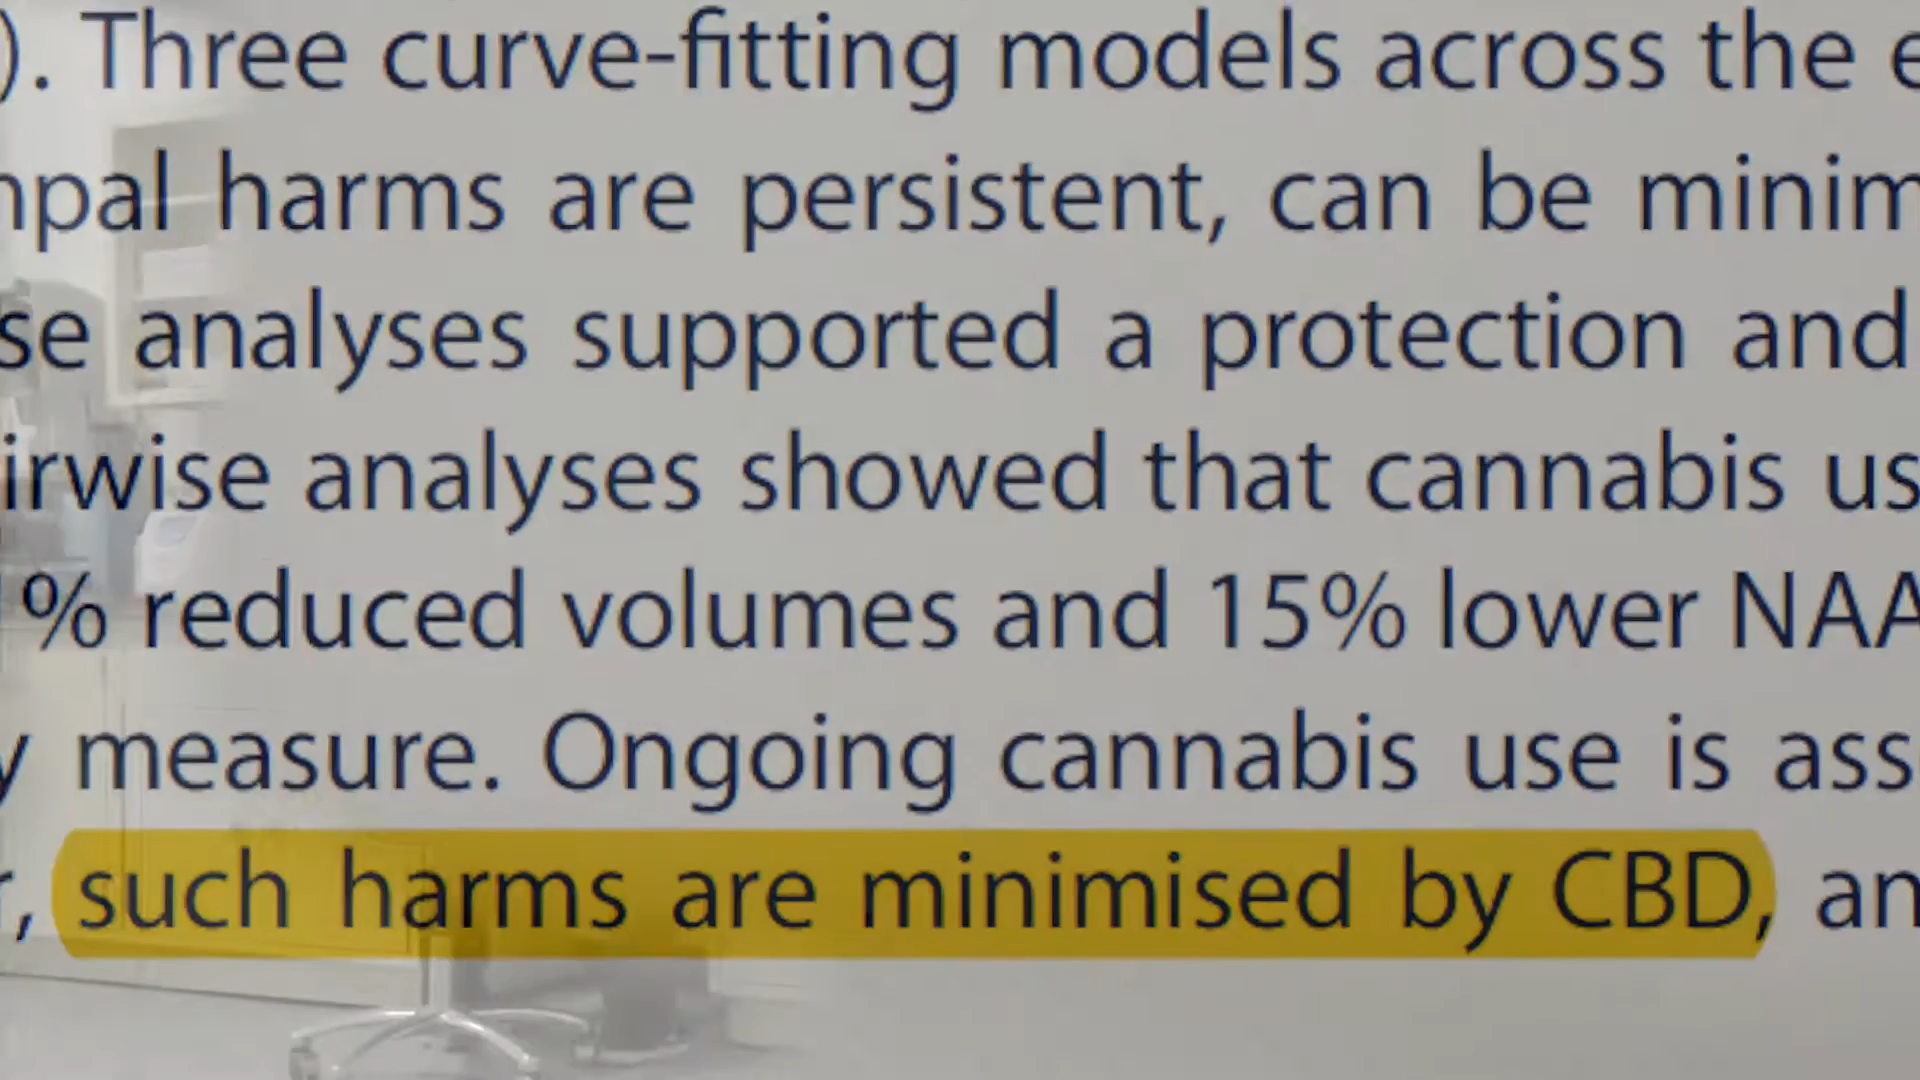 ). Three curve-fitting models across the e
mpal harms are persistent, can be minim
se analyses supported a protection and
irwise analyses showed that cannabis us
% reduced volumes and 15% lower NAA
y measure. Ongoing cannabis use is ass
r, such harms are minimised by CBD, an